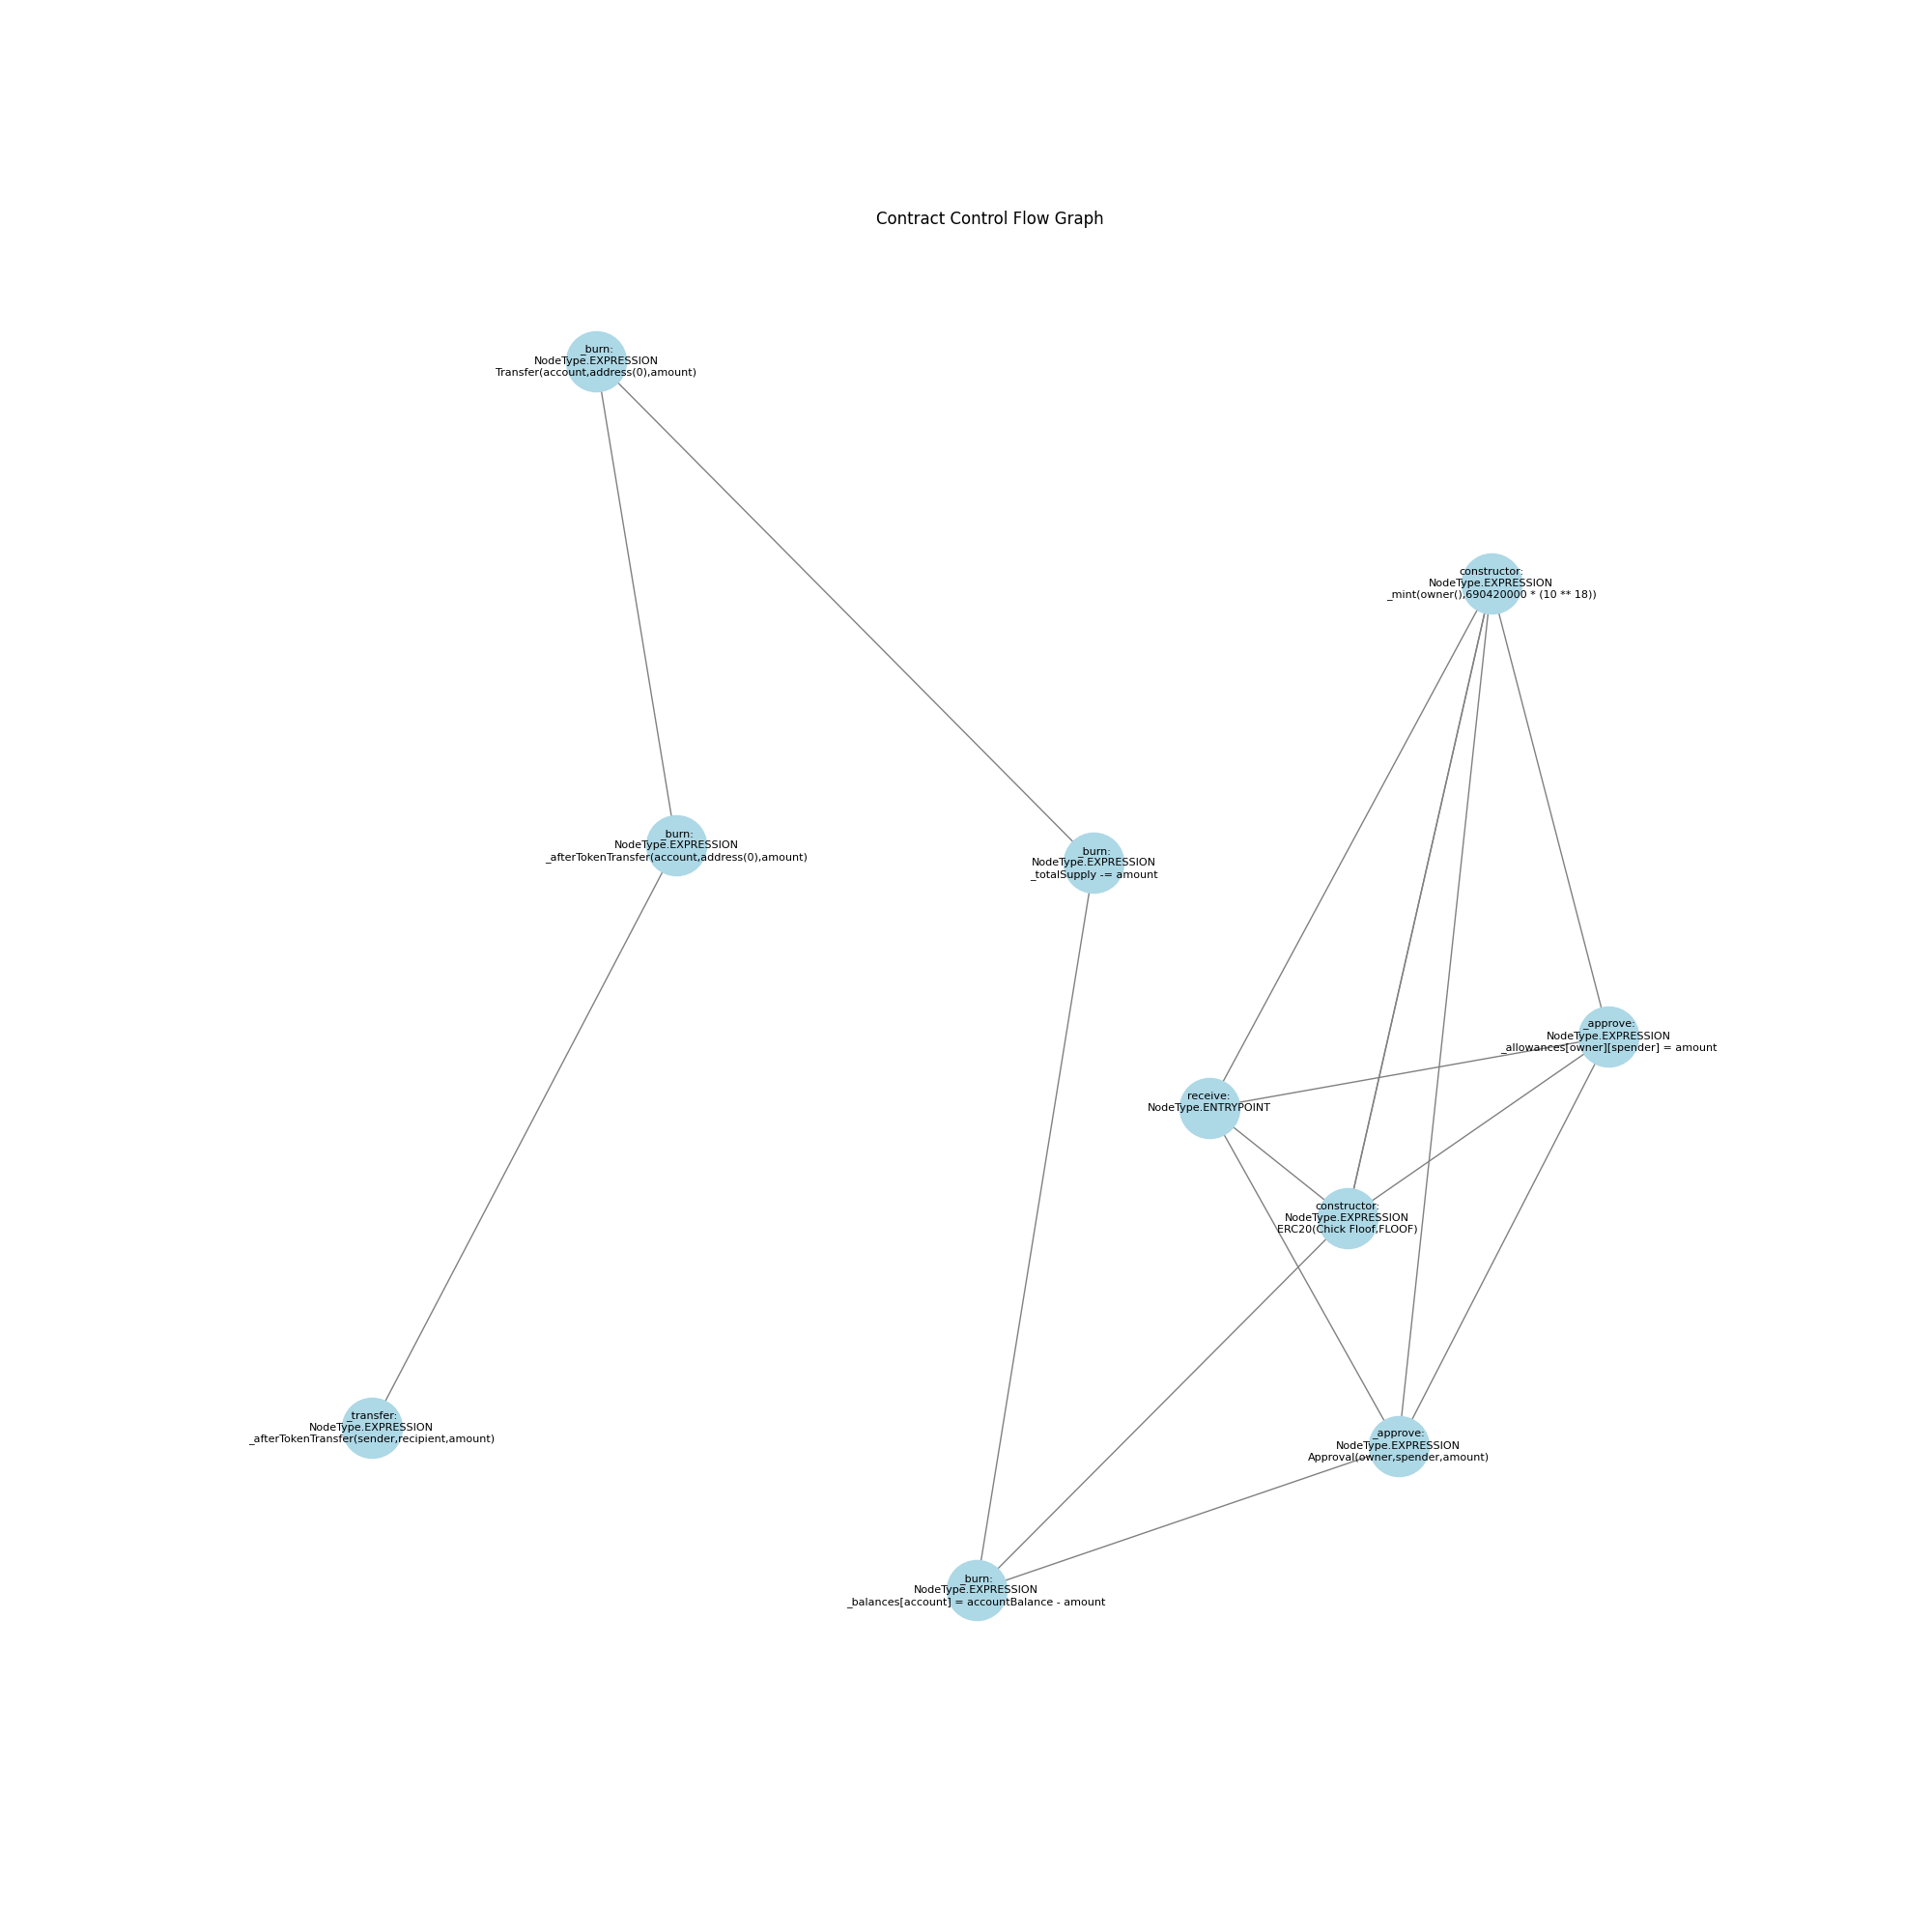 Contract Control Flow Graph
_burn:
NodeType.EXPRESSION
Transfer(account,address(0),amount)
constructor:
NodeType.EXPRESSION
_mint(owner(),690420000 * (10 ** 18))
_burn:
NodeType.EXPRESSION
_afterTokenTransfer(account,address(0),amount)
_burn:
NodeType.EXPRESSION
_totalSupply -= amount
_approve:
NodeType.EXPRESSION
_allowances[owner][spender] = amount
receive:
NodeType.ENTRYPOINT
constructor:
NodeType.EXPRESSION
ERC20(Chick Floof,FLOOF)
_transfer:
NodeType.EXPRESSION
_afterTokenTransfer(sender,recipient,amount)
_approve:
NodeType.EXPRESSION
Approval(owner,spender,amount)
_burn:
NodeType.EXPRESSION
_balances[account] = accountBalance - amount